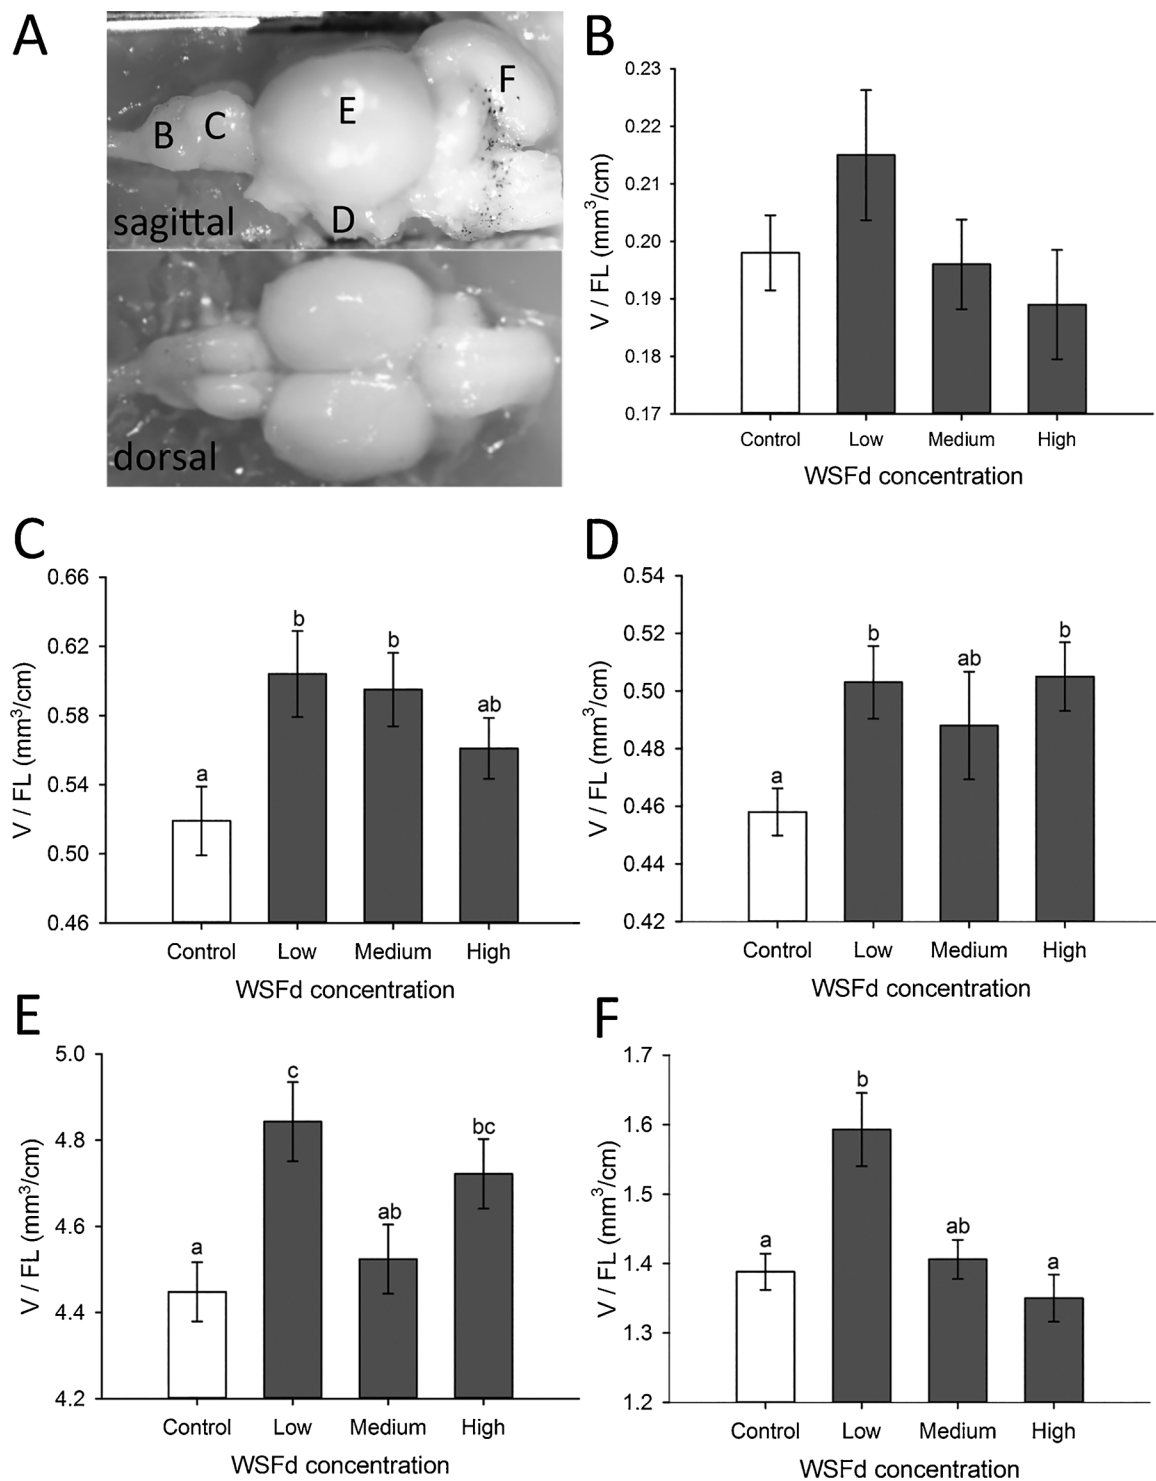 A
B
C
E
F
D
sagittal
dorsal
B
0.23
0.22
0.21
0.20
0.19
0.18
0.17
V / FL (mm³/cm)
Control Low Medium High
WSFd concentration
C
0.66
0.62
0.58
0.54
0.50
0.46
V / FL (mm³/cm)
a
b
b
ab
Control Low Medium High
WSFd concentration
D
0.54
0.52
0.50
0.48
0.46
0.44
0.42
V / FL (mm³/cm)
a
b
ab
b
Control Low Medium High
WSFd concentration
E
5.0
4.8
4.6
4.4
4.2
V / FL (mm³/cm)
a
c
ab
bc
Control Low Medium High
WSFd concentration
F
1.7
1.6
1.5
1.4
1.3
1.2
V / FL (mm³/cm)
a
b
ab
a
Control Low Medium High
WSFd concentration